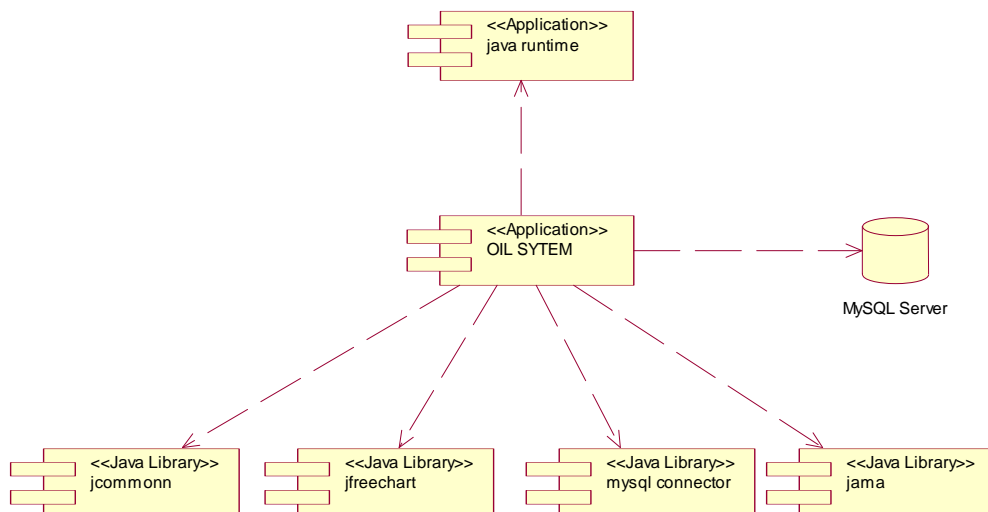 <<Application>>
java runtime
<<Application>>
OIL SYTEM
MySQL Server
<<Java Library>>
jcommonn
<<Java Library>>
jfreechart
<<Java Library>>
mysql connector
<<Java Library>>
jama